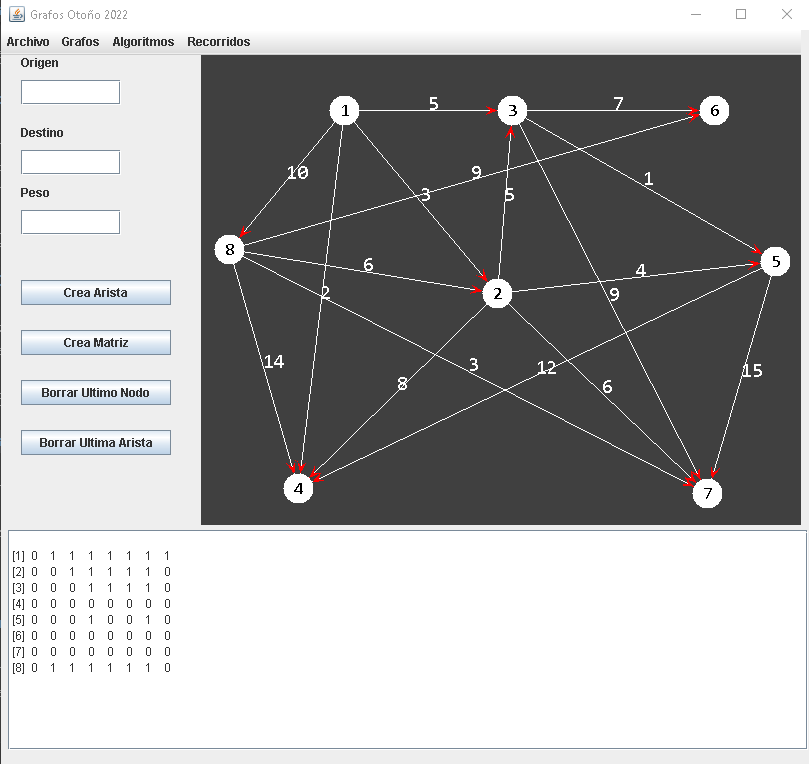 Grafos Otoño 2022
Archivo Grafos Algoritmos Recorridos
Origen
Destino
Peso
Crea Arista
Crea Matriz
Borrar Ultimo Nodo
Borrar Ultima Arista
1 5 3 7 6
10 3 9 5 1
8 6 2 4 5
2 9
14 8 3 12 6 15
4 7
[1] 0 1 1 1 1 1 1 1
[2] 0 0 1 1 1 1 1 0
[3] 0 0 0 1 1 1 1 0
[4] 0 0 0 0 0 0 0 0
[5] 0 0 0 1 0 0 1 0
[6] 0 0 0 0 0 0 0 0
[7] 0 0 0 0 0 0 0 0
[8] 0 1 1 1 1 1 1 0